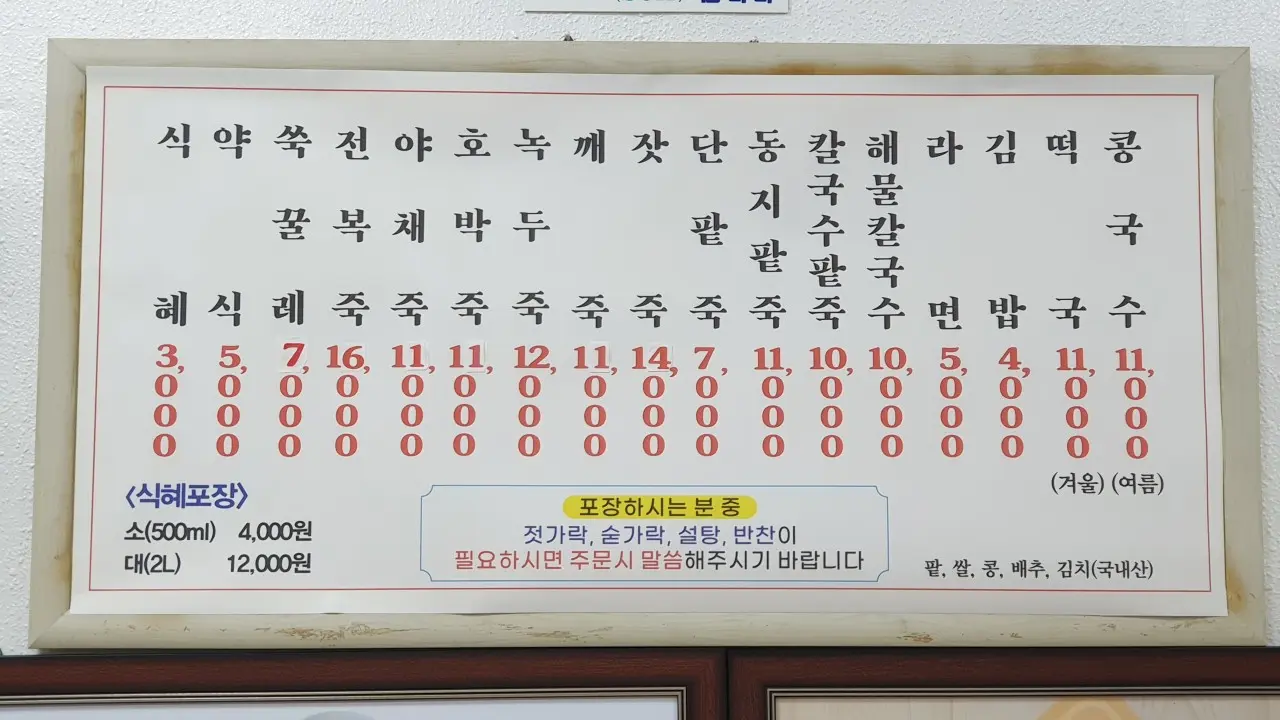 식혜 3,000
약식 5,000
쑥꿀레 7,000
전복죽 16,000
야채죽 11,000
호박죽 11,000
녹두죽 12,000
깨죽 11,000
잣죽 14,000
단팥죽 7,000
동지팥죽 11,000
칼국수팥죽 10,000
해물칼국수 10,000
라면 5,000
김밥 4,000
떡국 11,000 (겨울)
콩국수 11,000 (여름)
〈식혜포장〉
소(500ml) 4,000원
대(2L) 12,000원
포장하시는 분 중
젓가락, 숟가락, 설탕, 반찬이
필요하시면 주문시 말씀해주시기 바랍니다
팥, 쌀, 콩, 배추, 김치(국내산)